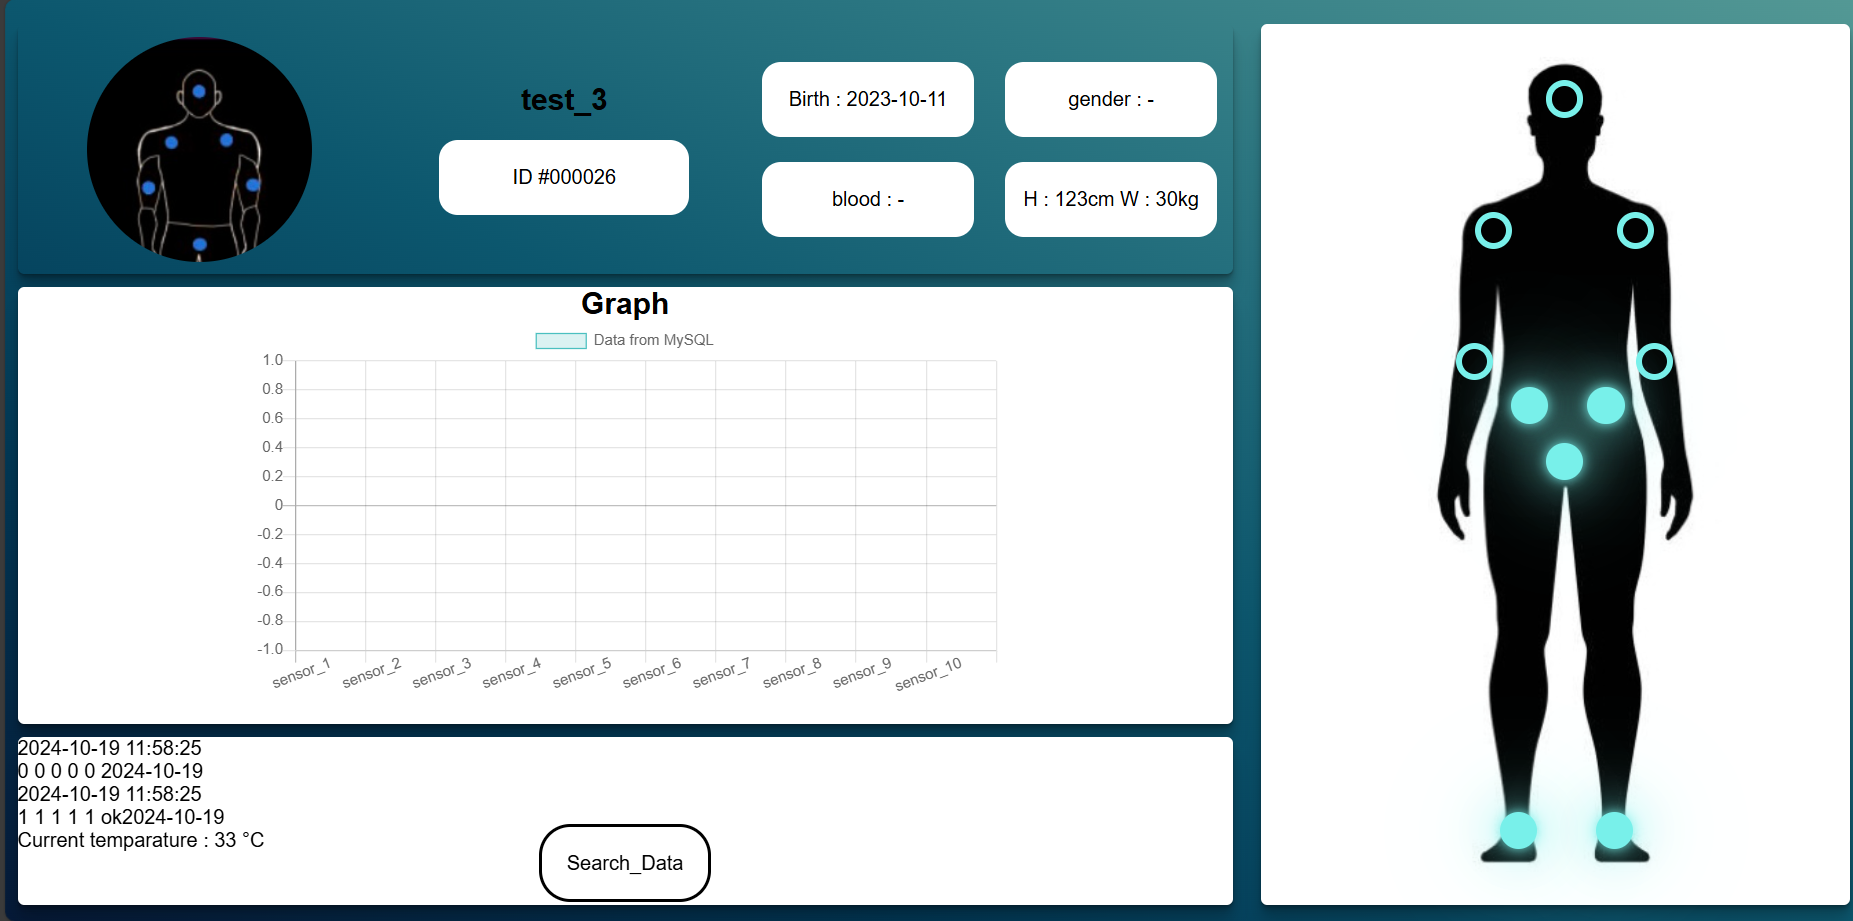 test_3
ID #000026
Birth : 2023-10-11
gender : -
blood : -
H : 123cm W : 30kg
Graph
Data from MySQL
1.0
0.8
0.6
0.4
0.2
0
-0.2
-0.4
-0.6
-0.8
-1.0
sensor_1
sensor_2
sensor_3
sensor_4
sensor_5
sensor_6
sensor_7
sensor_8
sensor_9
sensor_10
2024-10-19 11:58:25
0 0 0 0 0 2024-10-19
2024-10-19 11:58:25
1 1 1 1 1 ok2024-10-19
Current temparature : 33 °C
Search_Data